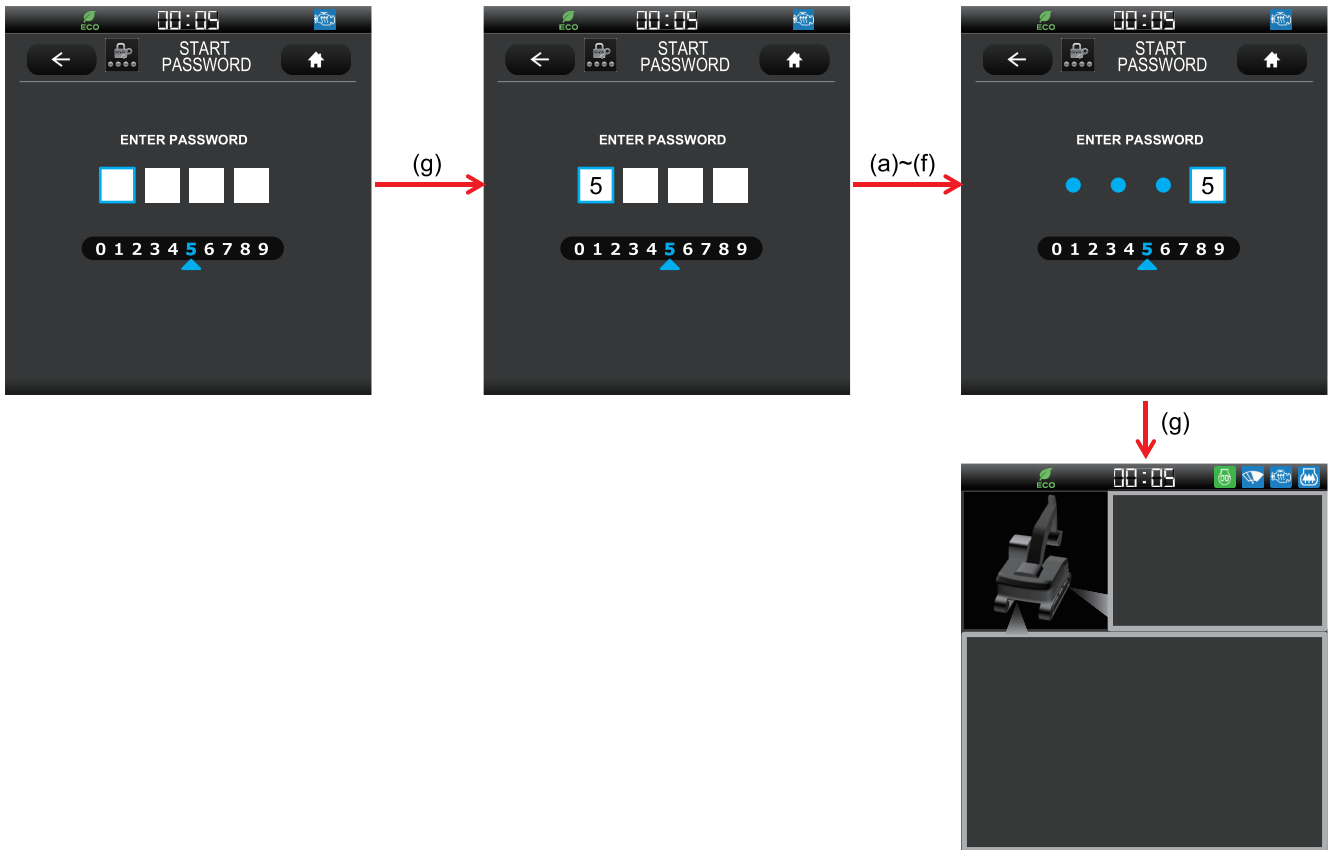 ECO
00:05
START
PASSWORD
ENTER PASSWORD
0 1 2 3 4 5 6 7 8 9
(g)
ECO
00:05
START
PASSWORD
ENTER PASSWORD
5
0 1 2 3 4 5 6 7 8 9
(a)~(f)
ECO
00:05
START
PASSWORD
ENTER PASSWORD
5
0 1 2 3 4 5 6 7 8 9
(g)
ECO
00:05